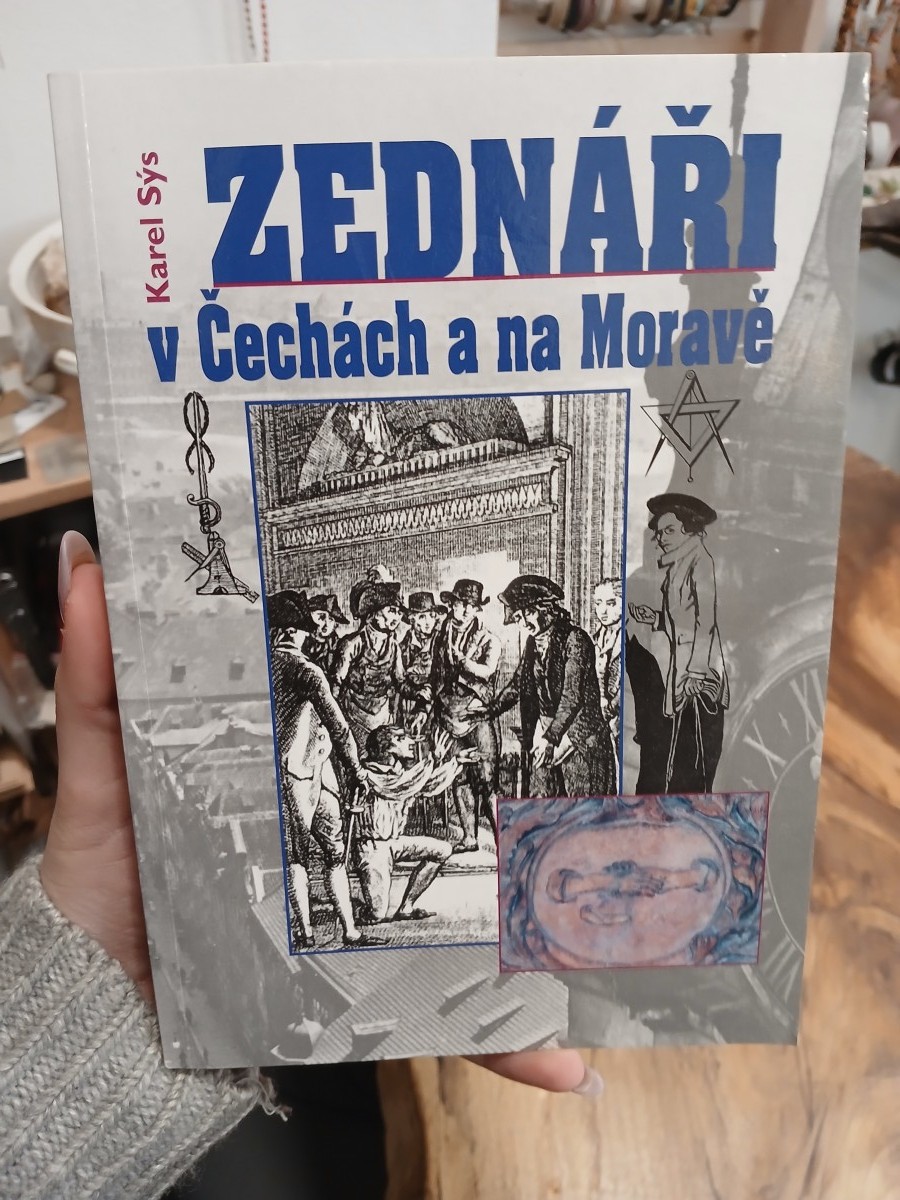 Karel Sýs
ZEDNÁŘI
v Čechách a na Moravě